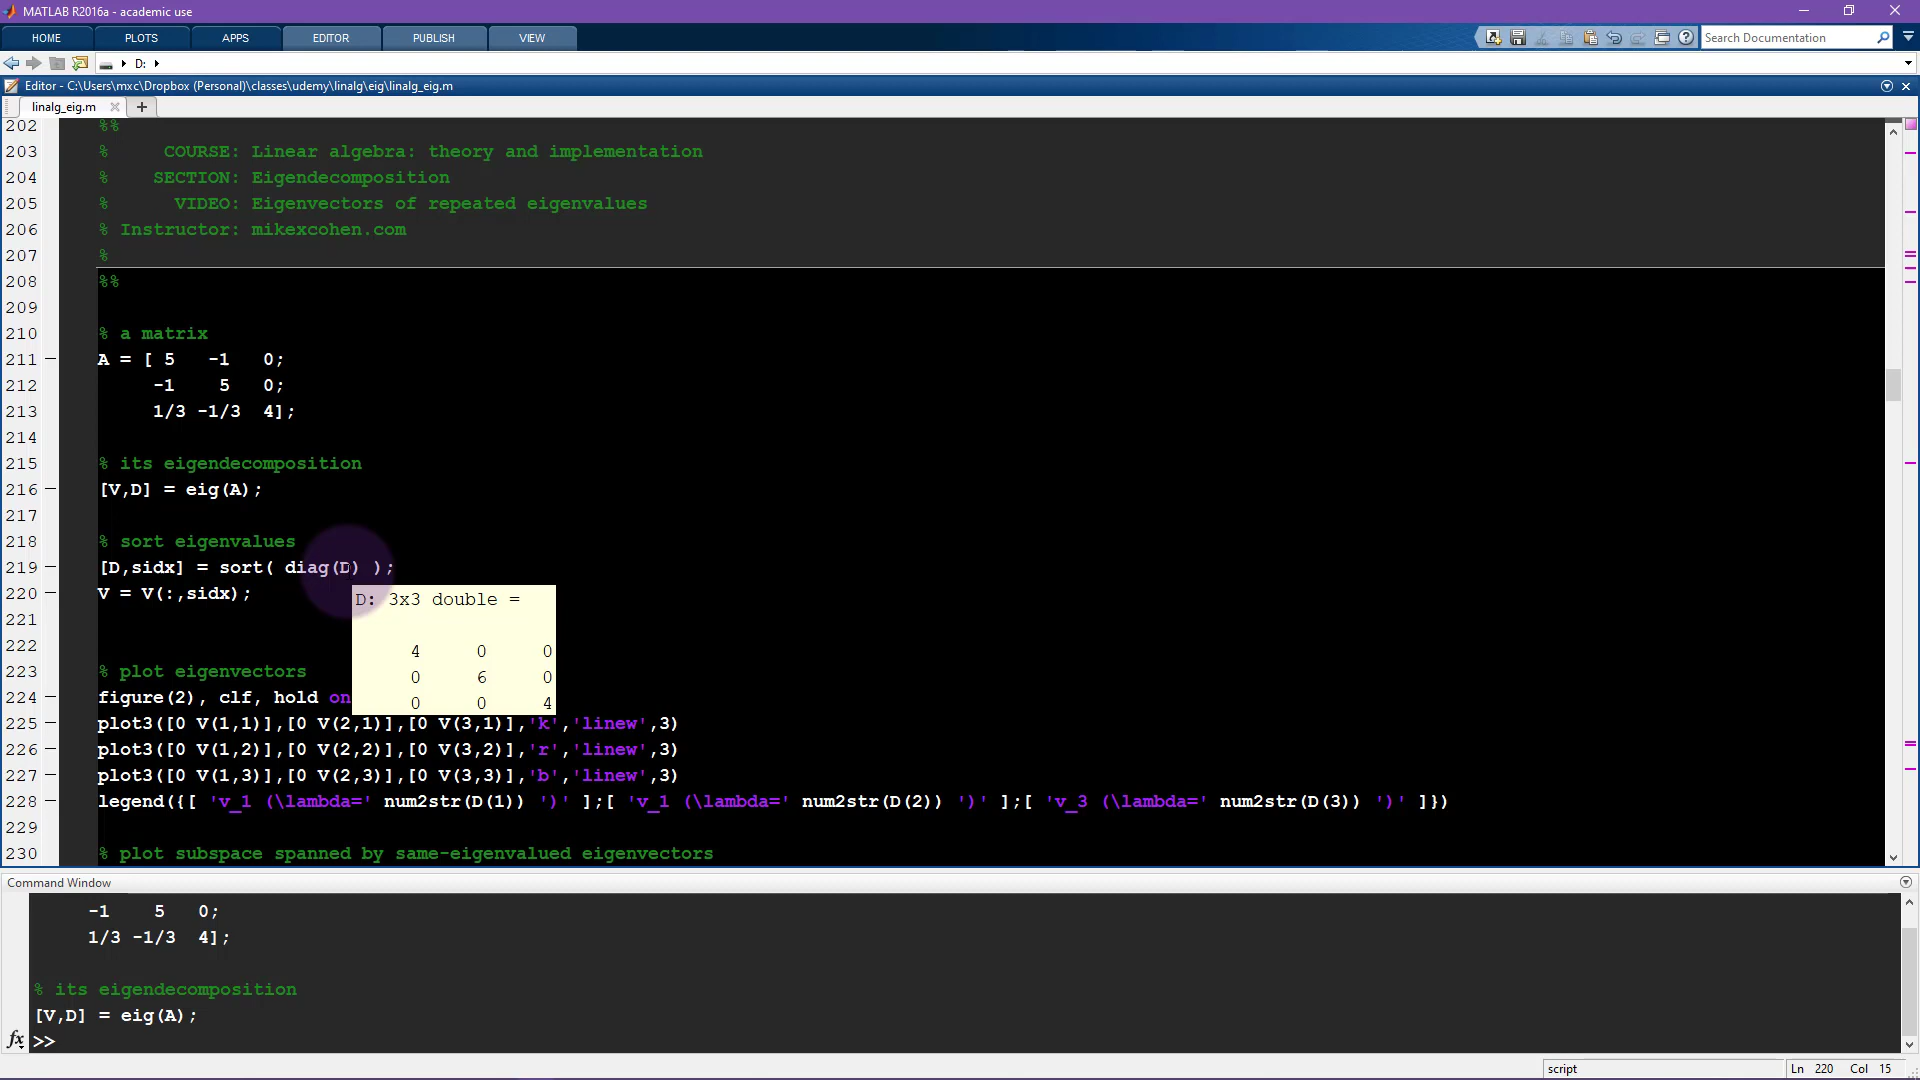 MATLAB R2016a - academic use
HOME PLOTS APPS EDITOR PUBLISH VIEW
Search Documentation
D:
Editor - C:\Users\mxc\Dropbox (Personal)\classes\udemy\linalg\eig\linalg_eig.m
linalg_eig.m
202 %%
203 % COURSE: Linear algebra: theory and implementation
204 % SECTION: Eigendecomposition
205 % VIDEO: Eigenvectors of repeated eigenvalues
206 % Instructor: mikexcohen.com
207 %
208 %%
209
210 % a matrix
211 A = [ 5 -1 0;
212 -1 5 0;
213 1/3 -1/3 4];
214
215 % its eigendecomposition
216 [V,D] = eig(A);
217
218 % sort eigenvalues
219 [D,sidx] = sort( diag(D) );
220 V = V(:,sidx);
D: 3x3 double =
221
222
4 0 0
0 6 0
0 0 4
223 % plot eigenvectors
224 figure(2), clf, hold on
225 plot3([0 V(1,1)],[0 V(2,1)],[0 V(3,1)],'k','linew',3)
226 plot3([0 V(1,2)],[0 V(2,2)],[0 V(3,2)],'r','linew',3)
227 plot3([0 V(1,3)],[0 V(2,3)],[0 V(3,3)],'b','linew',3)
228 legend({[ 'v_1 (\lambda=' num2str(D(1)) ')' ];[ 'v_1 (\lambda=' num2str(D(2)) ')' ];[ 'v_3 (\lambda=' num2str(D(3)) ')' ]})
229
230 % plot subspace spanned by same-eigenvalued eigenvectors
Command Window
-1 5 0;
1/3 -1/3 4];
% its eigendecomposition
[V,D] = eig(A);
fx >>
script Ln 220 Col 15